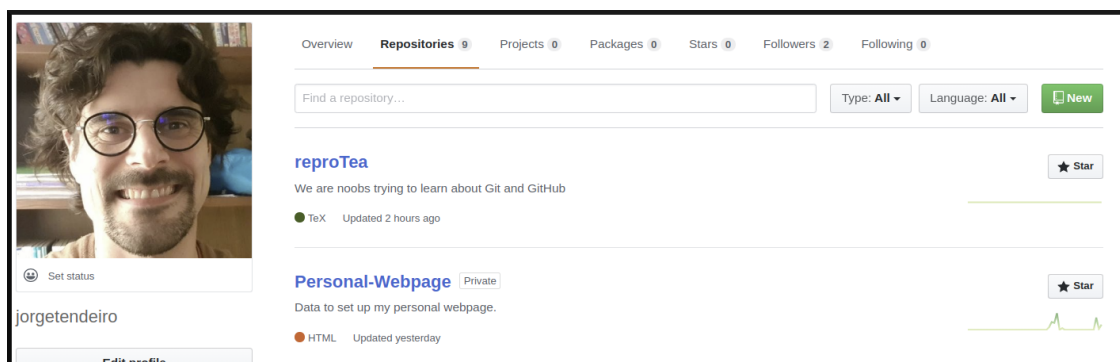 Overview Repositories 9 Projects 0 Packages 0 Stars 0 Followers 2 Following 0
Find a repository…
Type: All
Language: All
New
reproTea
Star
We are noobs trying to learn about Git and GitHub
TeX Updated 2 hours ago
Set status
Personal-Webpage Private
Star
Data to set up my personal webpage.
jorgetendeiro
HTML Updated yesterday
Edit profile